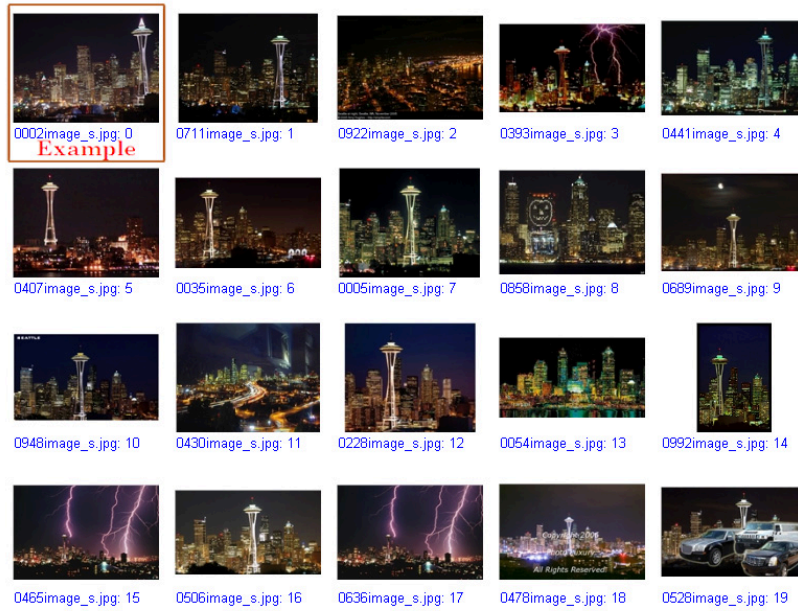 0002image_s.jpg: 0
Example
0711image_s.jpg: 1
0922image_s.jpg: 2
0393image_s.jpg: 3
0441image_s.jpg: 4
0407image_s.jpg: 5
0035image_s.jpg: 6
0005image_s.jpg: 7
0858image_s.jpg: 8
0689image_s.jpg: 9
SEATTLE
0948image_s.jpg: 10
0430image_s.jpg: 11
0228image_s.jpg: 12
0054image_s.jpg: 13
0992image_s.jpg: 14
Copyright
All Rights Reserved!
0465image_s.jpg: 15
0506image_s.jpg: 16
0636image_s.jpg: 17
0478image_s.jpg: 18
0528image_s.jpg: 19